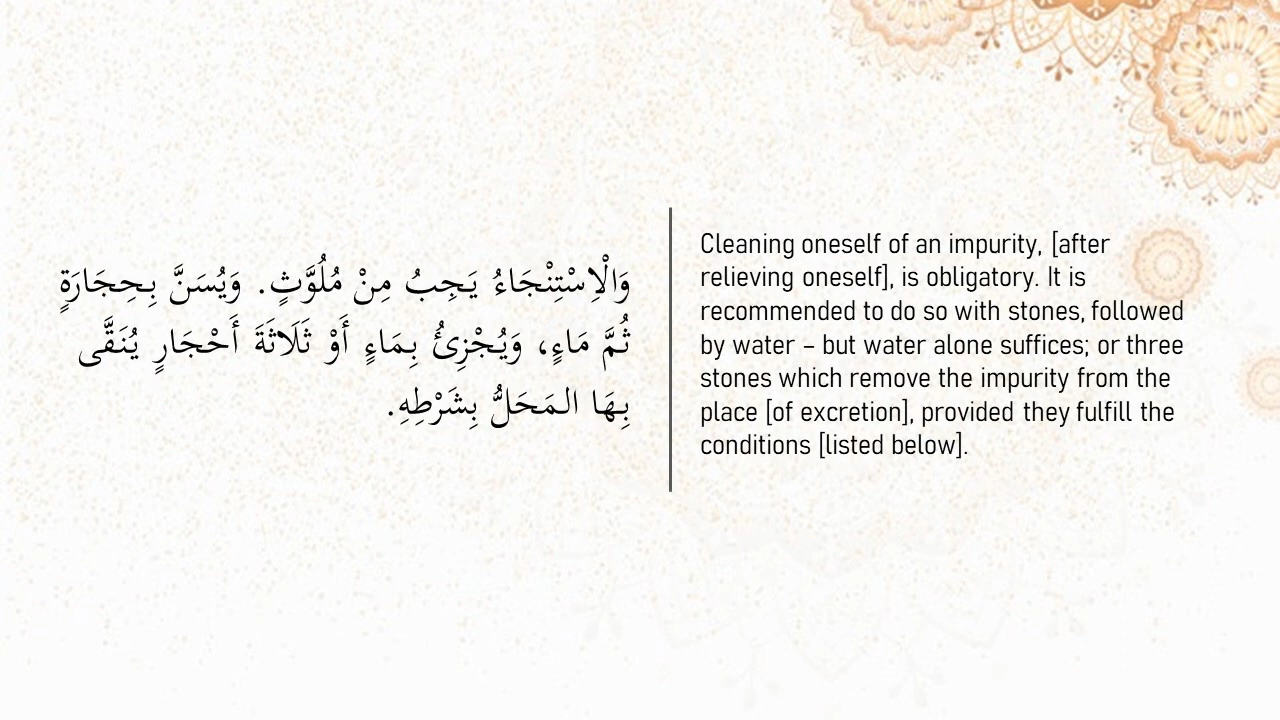 وَالْاِسْتِنْجَاءُ يَجِبُ مِنْ مُلُوَّثٍ. وَيُسَنَّ بِحِجَارَةٍ
ثُمَّ مَاءٍ، وَيُجْزِئُ بِمَاءٍ أَوْ ثَلَاثَةَ أَحْجَارٍ يُنَقَّى
بِهَا المَحَلُّ بِشَرْطِهِ.
Cleaning oneself of an impurity, [after
relieving oneself], is obligatory. It is
recommended to do so with stones, followed
by water – but water alone suffices; or three
stones which remove the impurity from the
place [of excretion], provided they fulfill the
conditions [listed below].